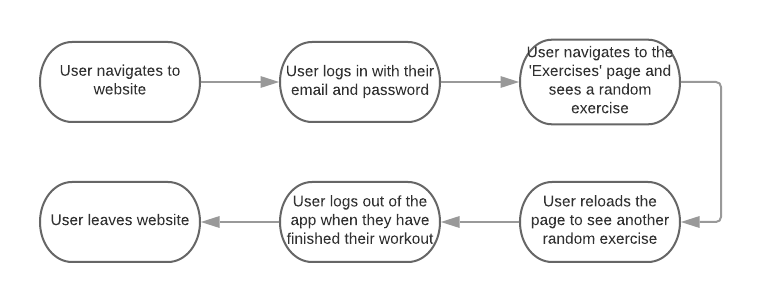 User navigates to
website
User logs in with their
email and password
User navigates to the
'Exercises' page and
sees a random
exercise
User reloads the
page to see another
random exercise
User logs out of the
app when they have
finished their workout
User leaves website